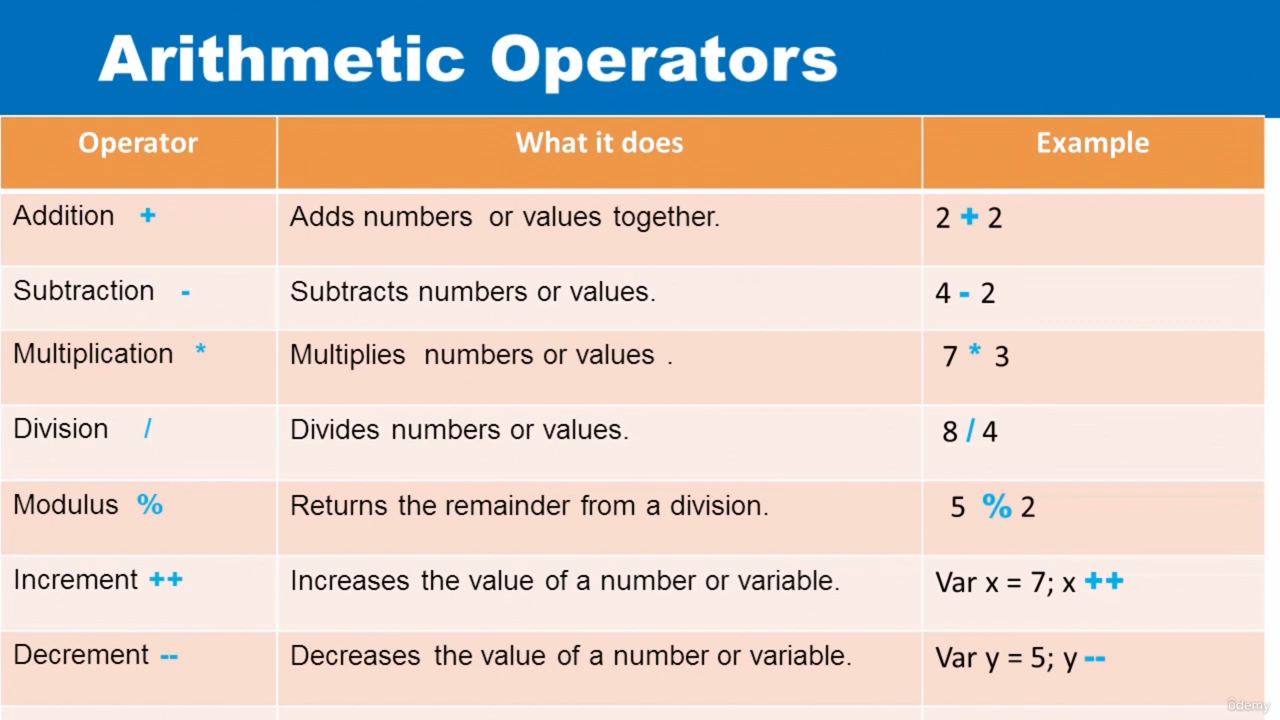 Arithmetic Operators
Operator What it does Example
Addition + Adds numbers or values together. 2 + 2
Subtraction - Subtracts numbers or values. 4 - 2
Multiplication * Multiplies numbers or values . 7 * 3
Division / Divides numbers or values. 8 / 4
Modulus % Returns the remainder from a division. 5 % 2
Increment ++ Increases the value of a number or variable. Var x = 7; x ++
Decrement -- Decreases the value of a number or variable. Var y = 5; y --
ûdemy